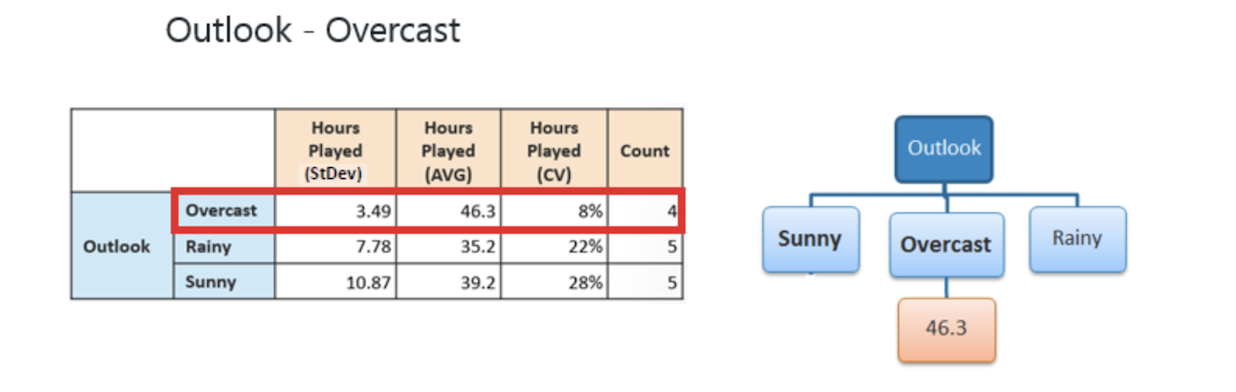 Outlook - Overcast
Hours Played (StDev) Hours Played (AVG) Hours Played (CV) Count
Outlook
Overcast 3.49 46.3 8% 4
Rainy 7.78 35.2 22% 5
Sunny 10.87 39.2 28% 5
Outlook
Sunny Overcast Rainy
46.3